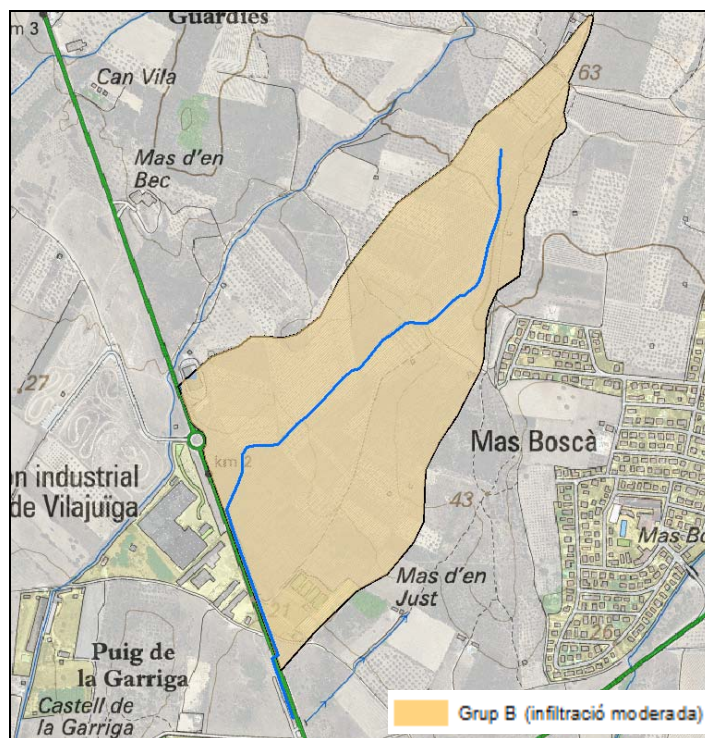 Guardies
m 3
63
Can Vila
Mas d'en
Bec
27
Mas Boscà
km 2
on industrial
de Vilajuïga
43
Mas Bo
Mas d'en
Just
21
26
Puig de
la Garriga
Castell de
la Garriga
Grup B (infiltració moderada)